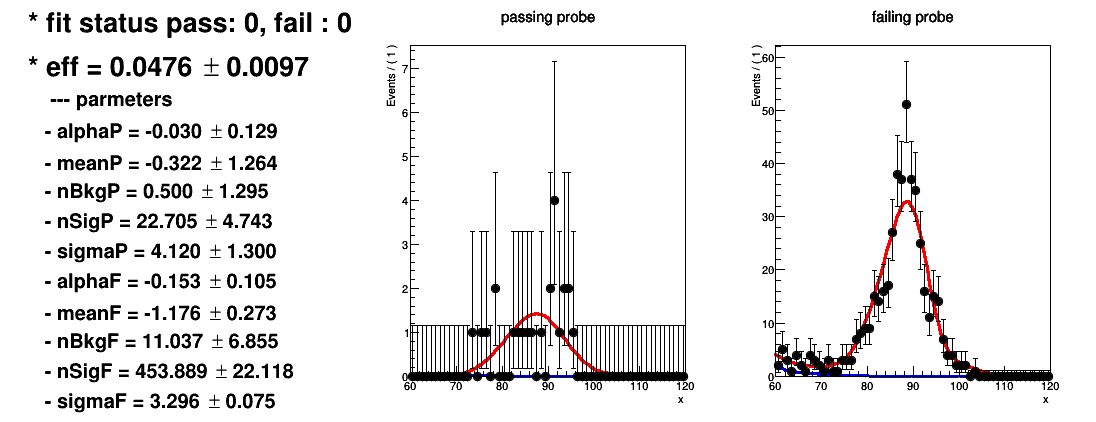 * fit status pass: 0, fail : 0
* eff = 0.0476 ± 0.0097
--- parmeters
- alphaP = -0.030 ± 0.129
- meanP = -0.322 ± 1.264
- nBkgP = 0.500 ± 1.295
- nSigP = 22.705 ± 4.743
- sigmaP = 4.120 ± 1.300
- alphaF = -0.153 ± 0.105
- meanF = -1.176 ± 0.273
- nBkgF = 11.037 ± 6.855
- nSigF = 453.889 ± 22.118
- sigmaF = 3.296 ± 0.075
passing probe
Events / ( 1 )
7
6
5
4
3
2
1
0
60 70 80 90 100 110 120
x
failing probe
Events / ( 1 )
60
50
40
30
20
10
0
60 70 80 90 100 110 120
x